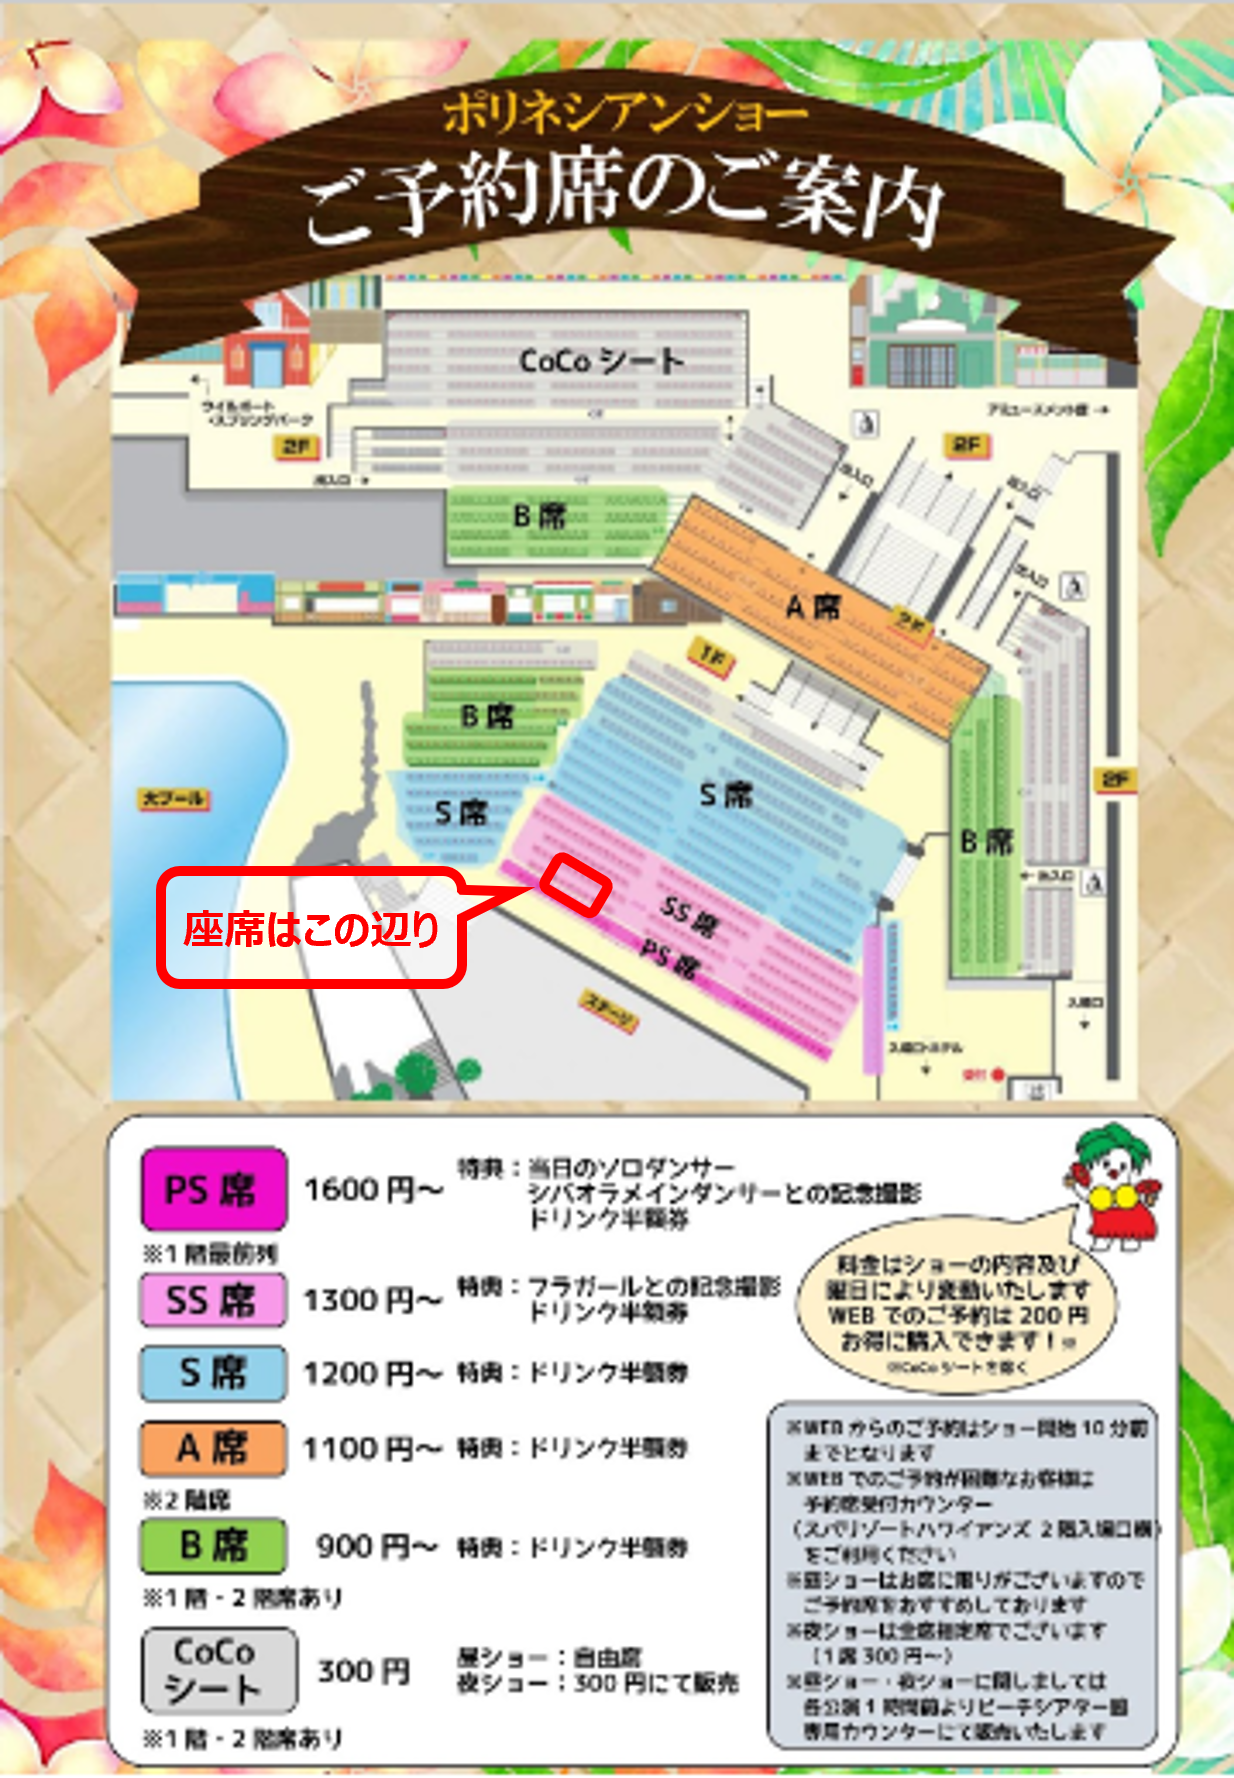 ポリネシアンショー
ご予約席のご案内
CoCo シート
ワイルポート
・スプリングパーク
アミューズメント館 →
2F
2F
出入口
出入口
出入口
出入口 →
B 席
A 席
2F
1F
B 席
S 席
S 席
B 席
2F
大プール
SS 席
PS 席
座席はこの辺り
← 出入口
ステージ
入場口
受付
PS 席
1600 円～
特典：当日のソロダンサー
シバオラメインダンサーとの記念撮影
ドリンク半額券
※1 階最前列
SS 席
1300 円～
特典：フラガールとの記念撮影
ドリンク半額券
S 席
1200 円～
特典：ドリンク半額券
A 席
1100 円～
特典：ドリンク半額券
※2 階席
B 席
900 円～
特典：ドリンク半額券
※1 階・2 階席あり
CoCo
シート
300 円
昼ショー：自由席
夜ショー：300 円にて販売
※1 階・2 階席あり
料金はショーの内容及び
曜日により変動いたします
WEB でのご予約は 200 円
お得に購入できます！※
※CoCo シートを除く
※WEB からのご予約はショー開始 10 分前
までとなります
※WEB でのご予約が困難なお客様は
予約席受付カウンター
（スパリゾートハワイアンズ 2 階入場口横）
をご利用ください
※昼ショーはお席に限りがございますので
ご予約席をおすすめしております
※夜ショーは全席指定席でございます
（1 席 300 円～）
※昼ショー・夜ショーに関しましては
各公演 1 時間前よりビーチシアター館
専用カウンターにて販売いたします